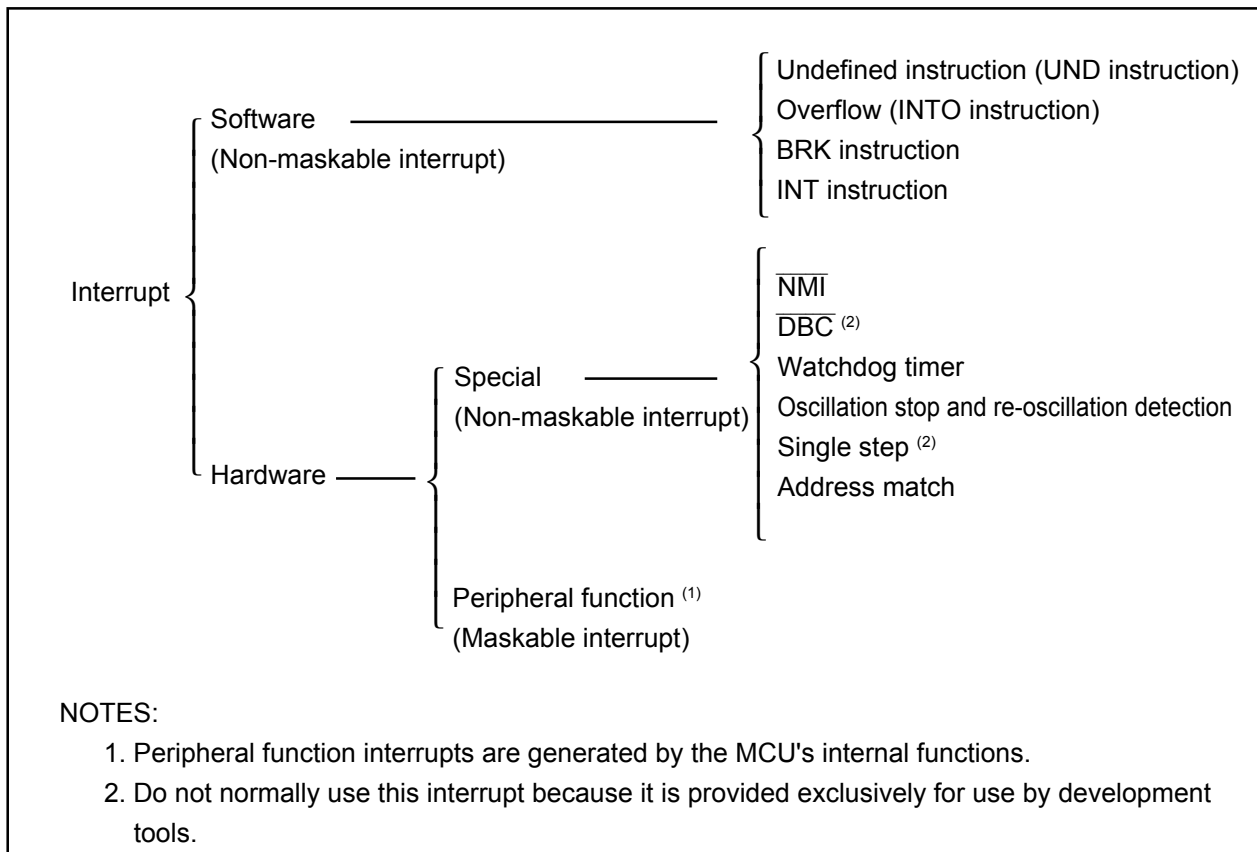 Undefined instruction (UND instruction)
Software
Overflow (INTO instruction)
(Non-maskable interrupt)
BRK instruction
INT instruction
Interrupt
N̅M̅I̅
D̅B̅C̅ (2)
Special
Watchdog timer
(Non-maskable interrupt)
Oscillation stop and re-oscillation detection
Hardware
Single step (2)
Address match
Peripheral function (1)
(Maskable interrupt)
NOTES:
1. Peripheral function interrupts are generated by the MCU's internal functions.
2. Do not normally use this interrupt because it is provided exclusively for use by development
tools.